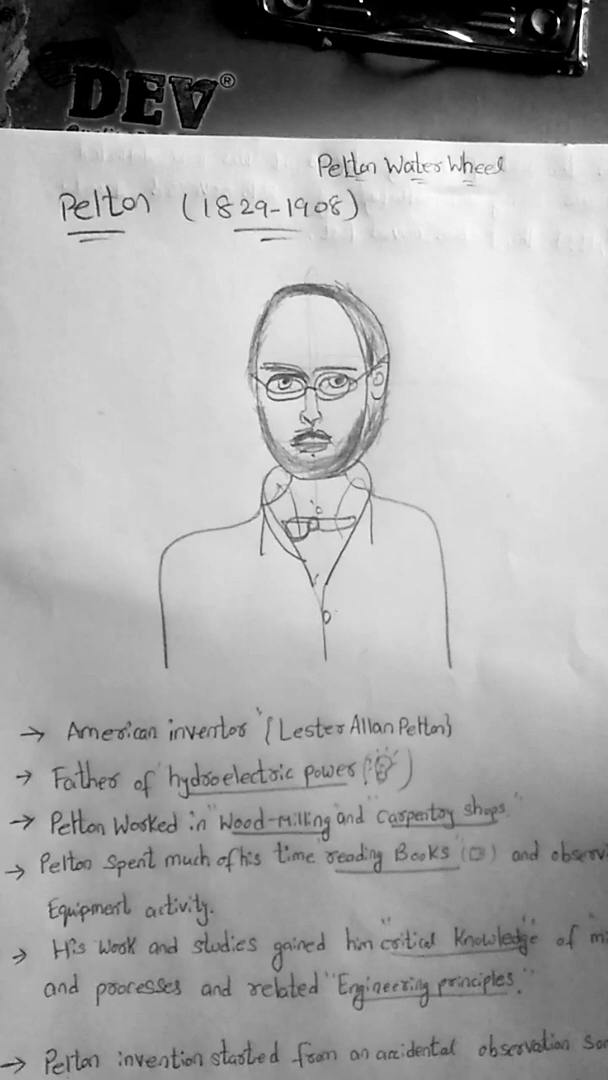 DEV®
Pelton Water Wheel
Pelton (1829-1908)
→ American inventor "{Lester Allan Pelton}
→ Father of hydroelectric power ( )
→ Pelton Worked in "Wood-Milling" and "Carpentry shops"
→ Pelton spent much of his time reading Books ( ) and observi
Equipment activity.
→ His Work and studies gained him "critical Knowledge" of mi
and processes and related "Engineering principles."
→ Pelton invention started from an accidental observation som